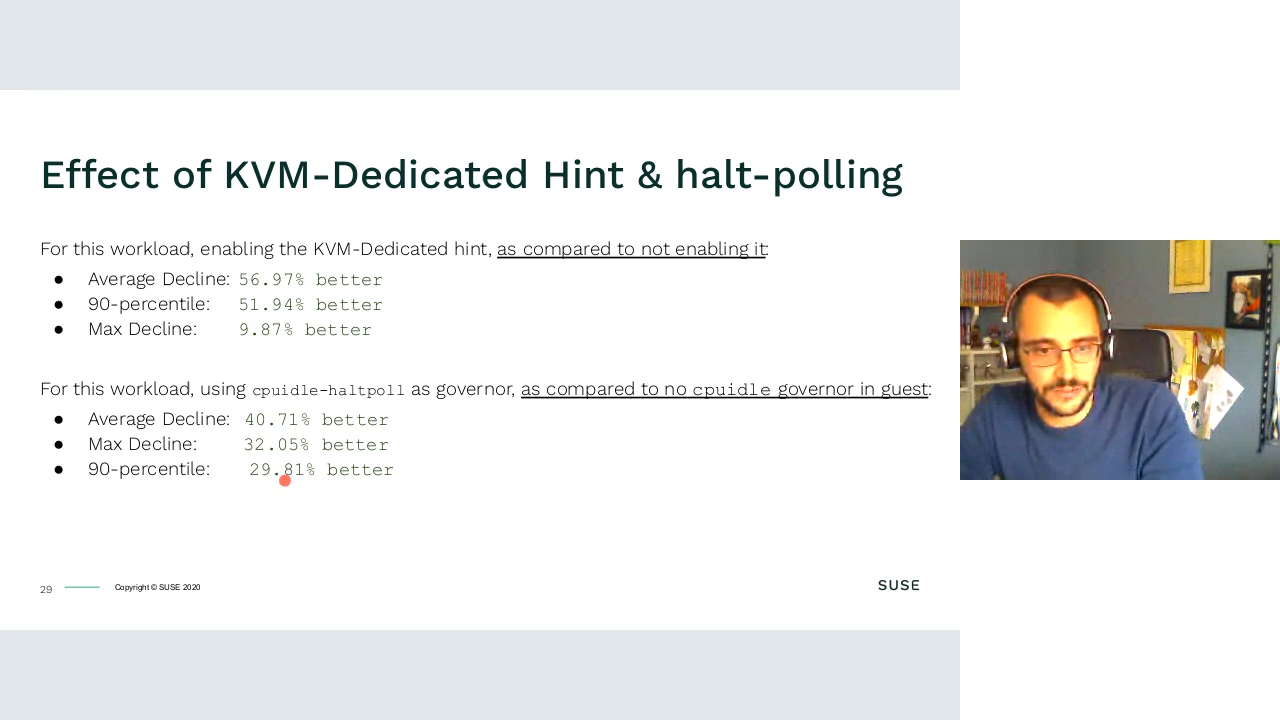 Effect of KVM-Dedicated Hint & halt-polling
For this workload, enabling the KVM-Dedicated hint, as compared to not enabling it:
● Average Decline: 56.97% better
● 90-percentile: 51.94% better
● Max Decline: 9.87% better
For this workload, using cpuidle-haltpoll as governor, as compared to no cpuidle governor in guest:
● Average Decline: 40.71% better
● Max Decline: 32.05% better
● 90-percentile: 29.81% better
29
Copyright © SUSE 2020
SUSE